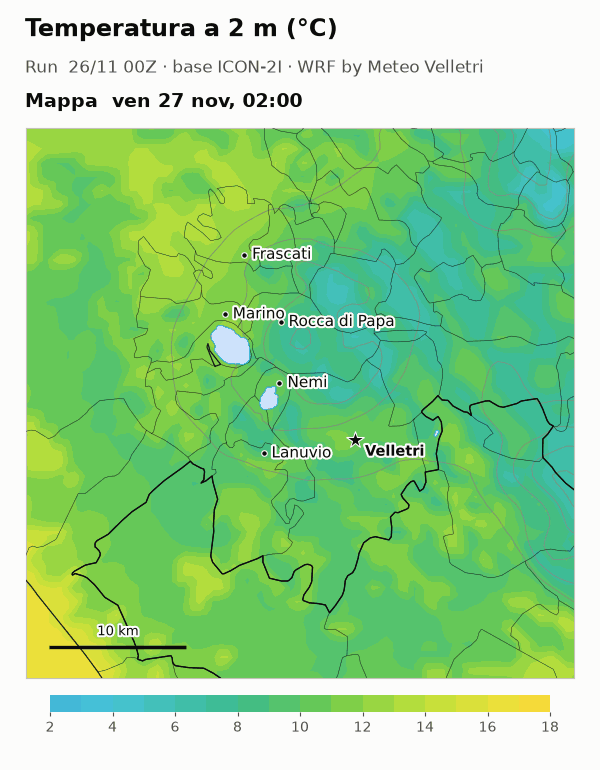 Temperatura a 2 m (°C)
Run  26/11 00Z · base ICON-2I · WRF by Meteo Velletri
Mappa  ven 27 nov, 02:00
Frascati
Marino
Rocca di Papa
Nemi
Velletri
Lanuvio
10 km
2 4 6 8 10 12 14 16 18